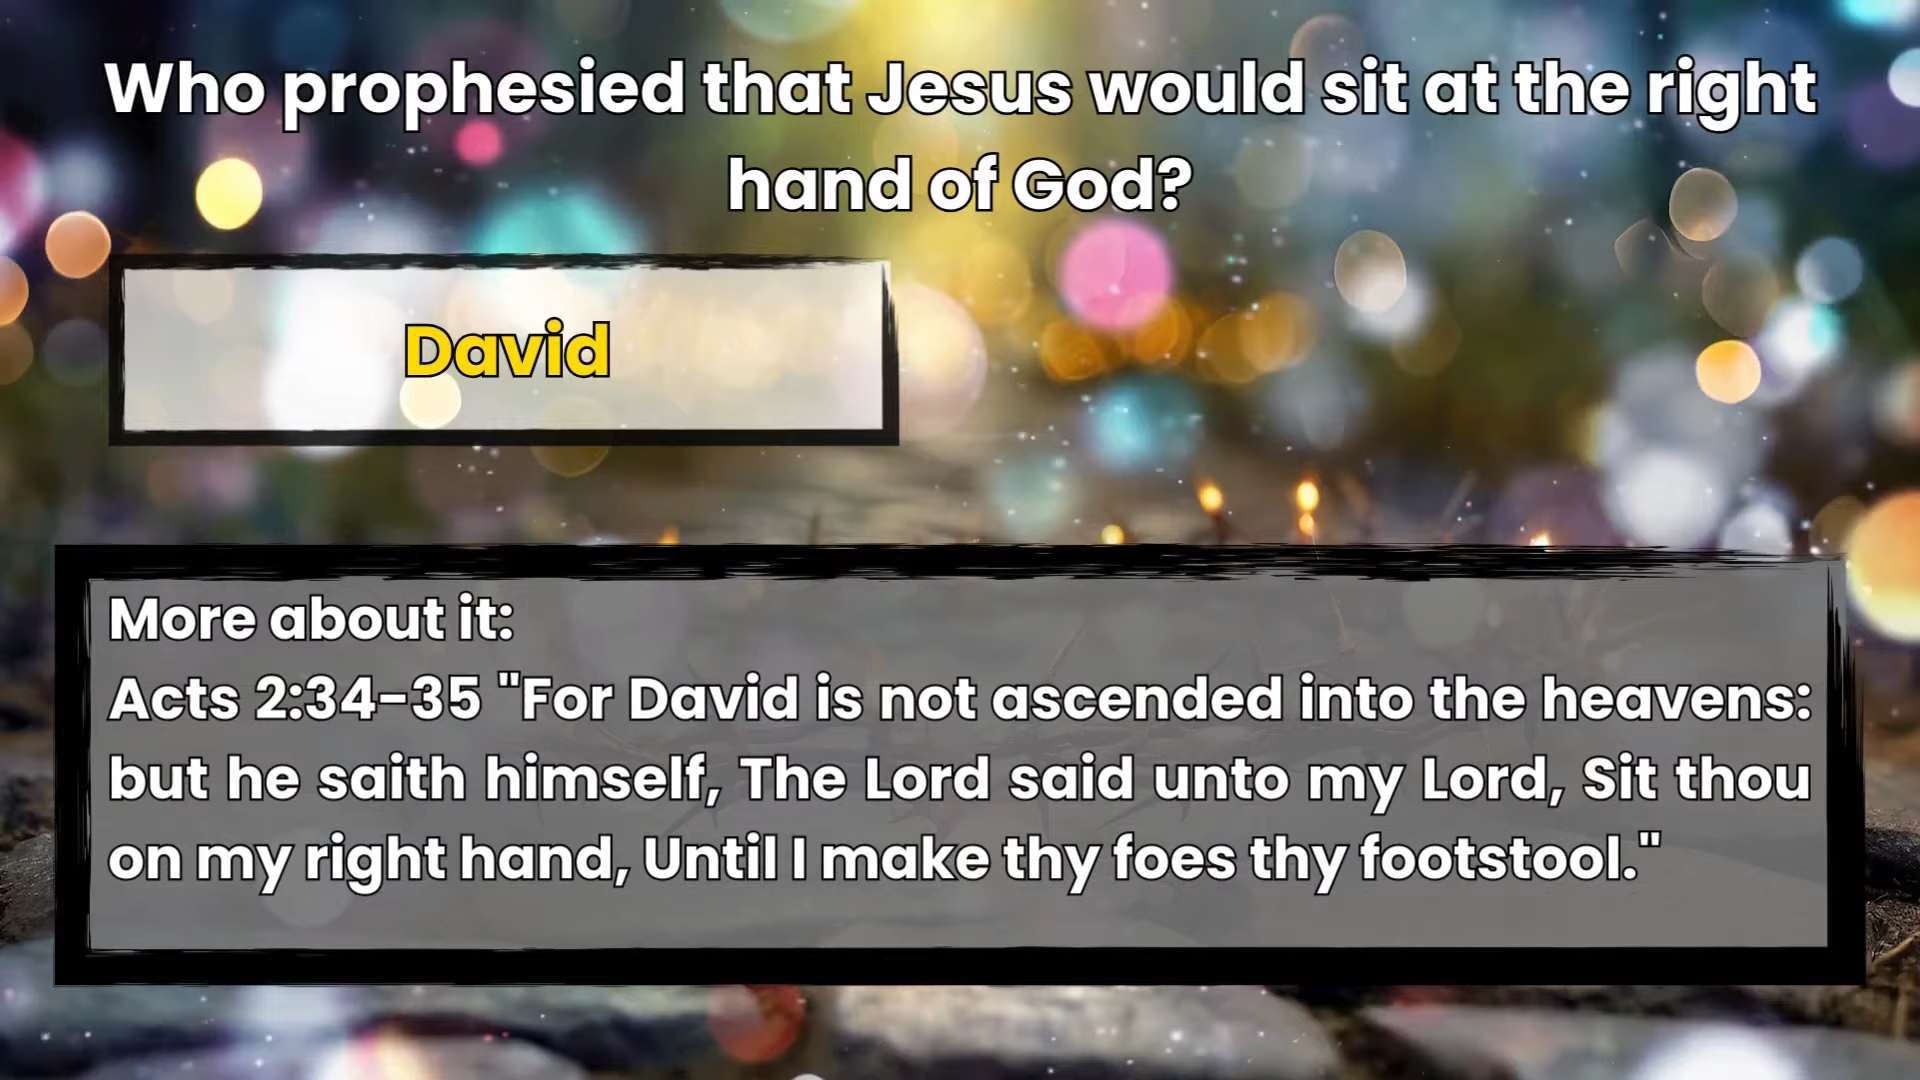 Who prophesied that Jesus would sit at the right
hand of God?
David
More about it:
Acts 2:34-35 "For David is not ascended into the heavens:
but he saith himself, The Lord said unto my Lord, Sit thou
on my right hand, Until I make thy foes thy footstool."